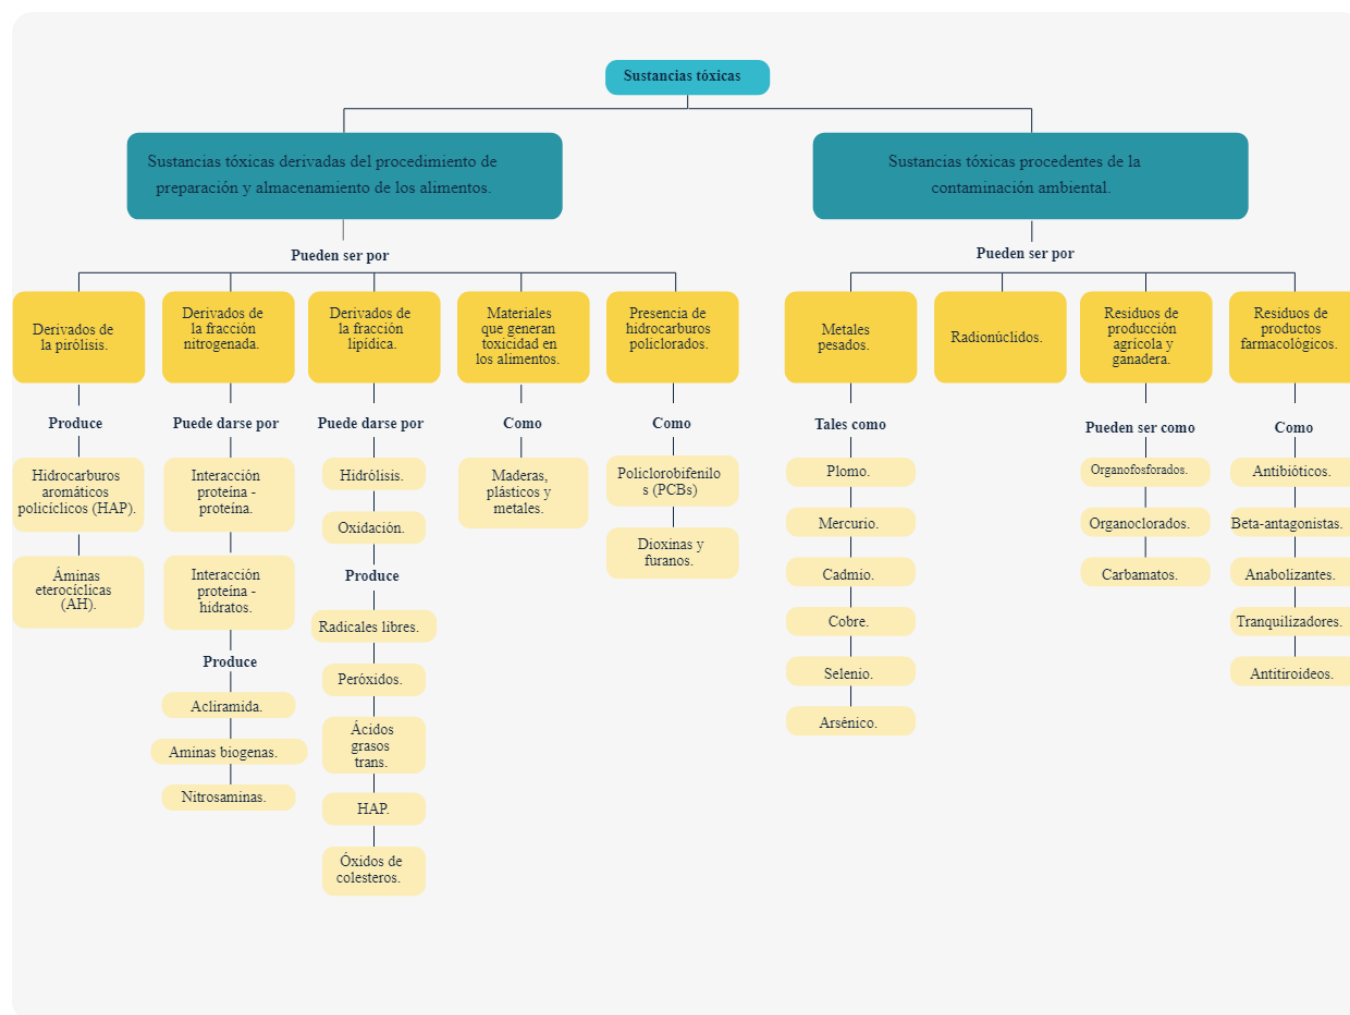 Sustancias tóxicas
Sustancias tóxicas derivadas del procedimiento de
preparación y almacenamiento de los alimentos.
Sustancias tóxicas procedentes de la
contaminación ambiental.
Pueden ser por
Pueden ser por
Derivados de
la pirólisis.
Derivados de
la fracción
nitrogenada.
Derivados de
la fracción
lipídica.
Materiales
que generan
toxicidad en
los alimentos.
Presencia de
hidrocarburos
policlorados.
Metales
pesados.
Radionúclidos.
Residuos de
producción
agrícola y
ganadera.
Residuos de
productos
farmacológicos.
Produce
Hidrocarburos
aromáticos
policíclicos (HAP).
Áminas
eterocíclicas
(AH).
Puede darse por
Interacción
proteína -
proteína.
Interacción
proteína -
hidratos.
Produce
Acliramida.
Aminas biogenas.
Nitrosaminas.
Puede darse por
Hidrólisis.
Oxidación.
Produce
Radicales libres.
Peróxidos.
Ácidos
grasos
trans.
HAP.
Óxidos de
colesteros.
Como
Maderas,
plásticos y
metales.
Como
Policlorobifenilo
s (PCBs)
Dioxinas y
furanos.
Tales como
Plomo.
Mercurio.
Cadmio.
Cobre.
Selenio.
Arsénico.
Pueden ser como
Organofosforados.
Organoclorados.
Carbamatos.
Como
Antibióticos.
Beta-antagonistas.
Anabolizantes.
Tranquilizadores.
Antitiroideos.